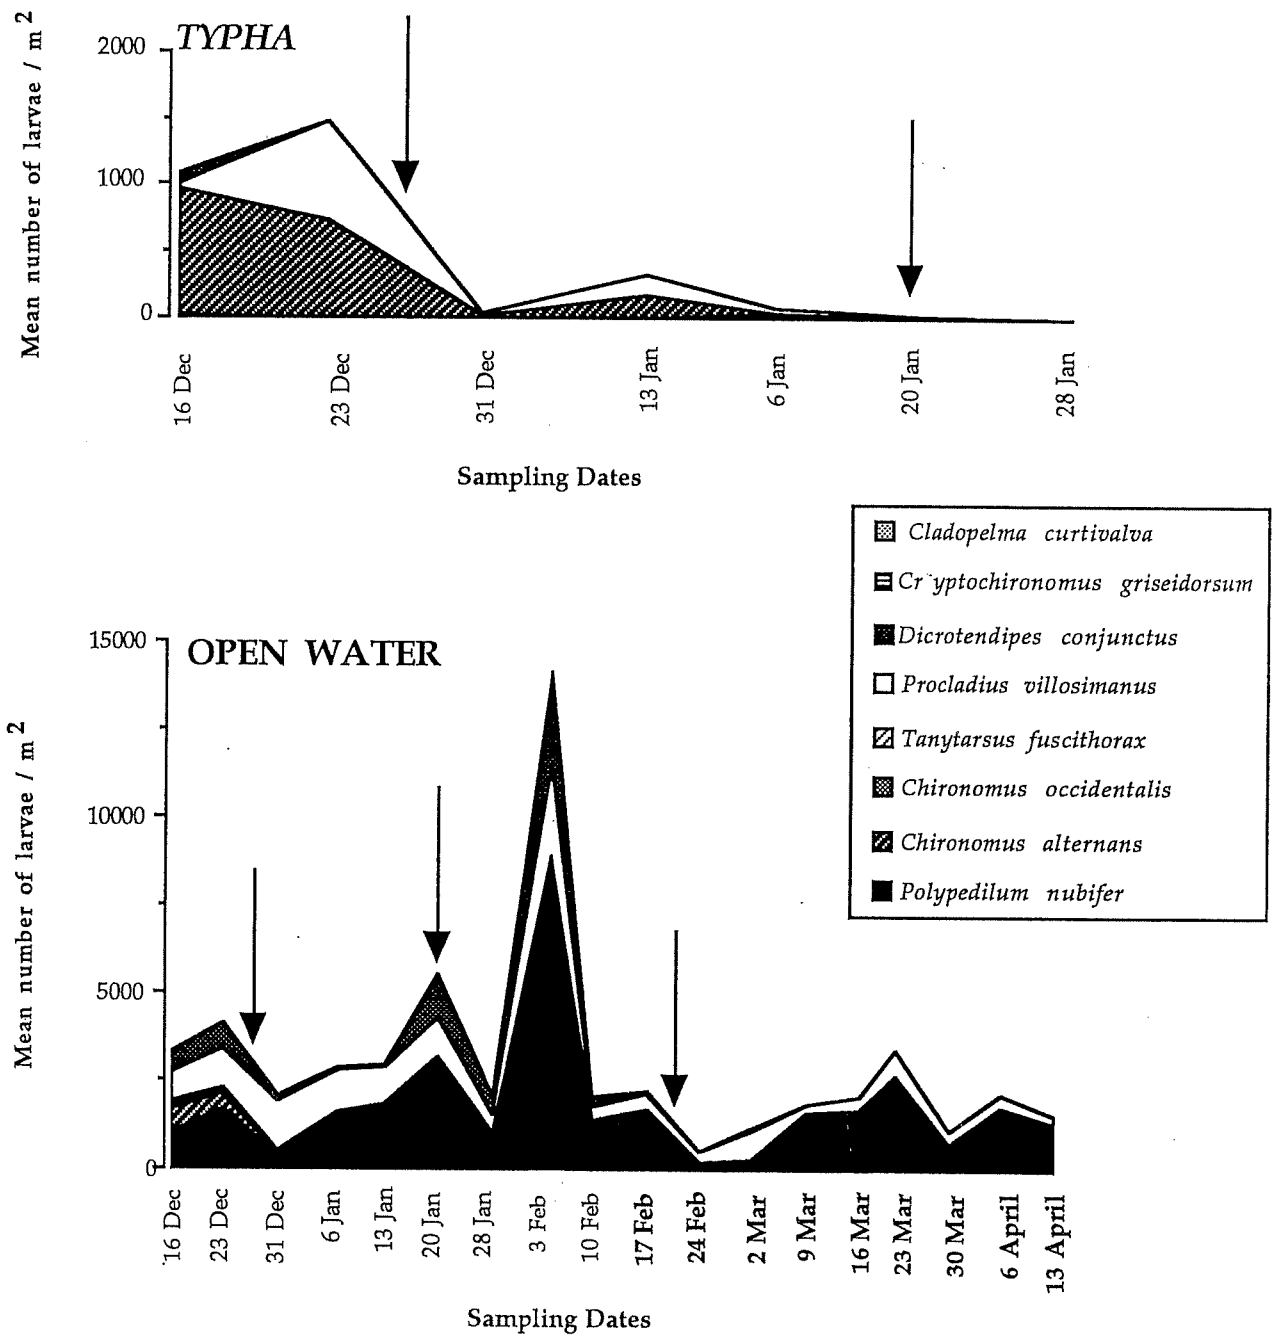 TYPHA
Mean number of larvae / m 2
2000
1000
0
16 Dec
23 Dec
31 Dec
13 Jan
6 Jan
20 Jan
28 Jan
Sampling Dates
Cladopelma curtivalva
Cryptochironomus griseidorsum
Dicrotendipes conjunctus
Procladius villosimanus
Tanytarsus fuscithorax
Chironomus occidentalis
Chironomus alternans
Polypedilum nubifer
OPEN WATER
Mean number of larvae / m 2
15000
10000
5000
0
16 Dec
23 Dec
31 Dec
6 Jan
13 Jan
20 Jan
28 Jan
3 Feb
10 Feb
17 Feb
24 Feb
2 Mar
9 Mar
16 Mar
23 Mar
30 Mar
6 April
13 April
Sampling Dates